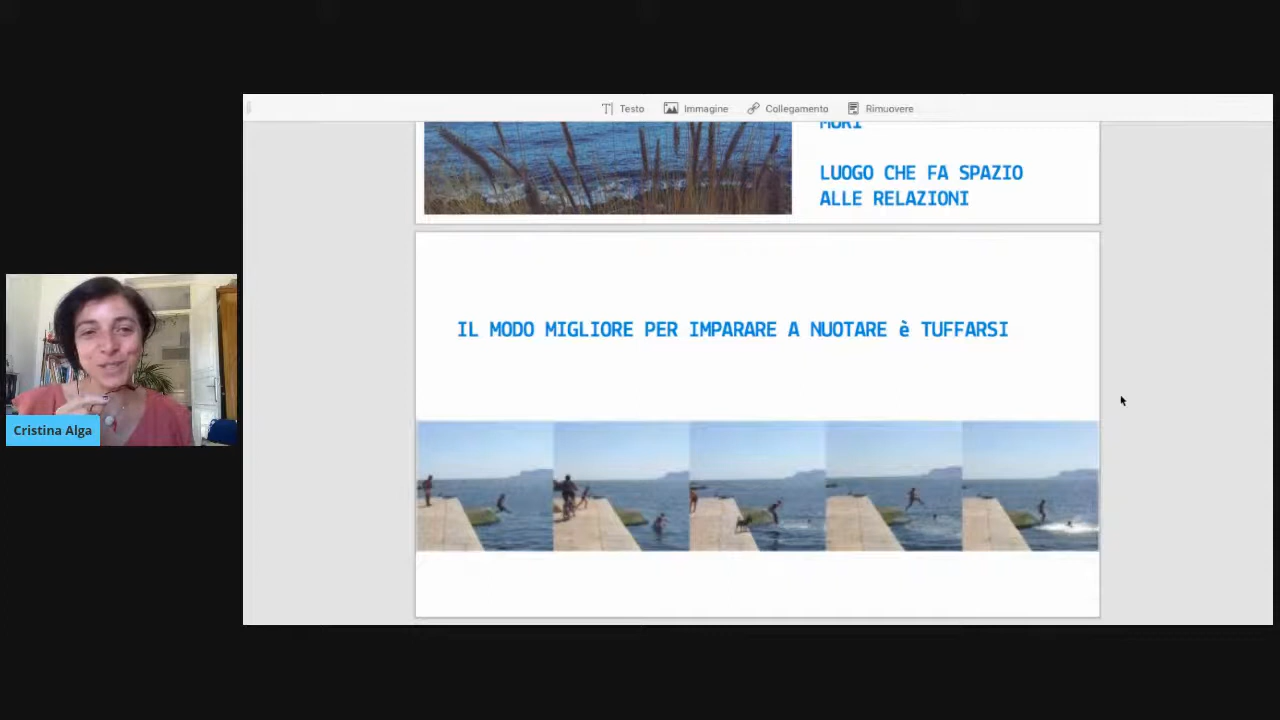 Testo Immagine Collegamento Rimuovere
MURI
LUOGO CHE FA SPAZIO
ALLE RELAZIONI
IL MODO MIGLIORE PER IMPARARE A NUOTARE è TUFFARSI
Cristina Alga